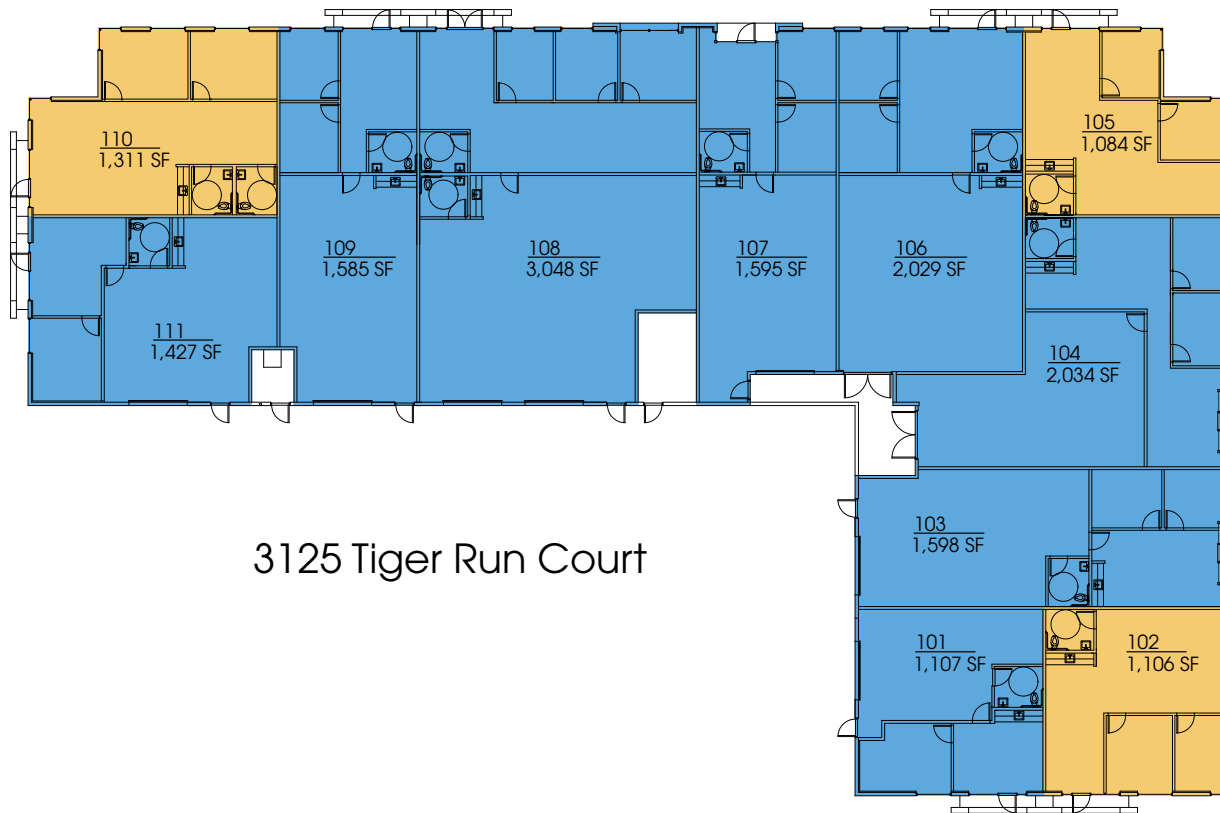 110
1,311 SF
105
1,084 SF
109
1,585 SF
108
3,048 SF
107
1,595 SF
106
2,029 SF
111
1,427 SF
104
2,034 SF
103
1,598 SF
3125 Tiger Run Court
101
1,107 SF
102
1,106 SF